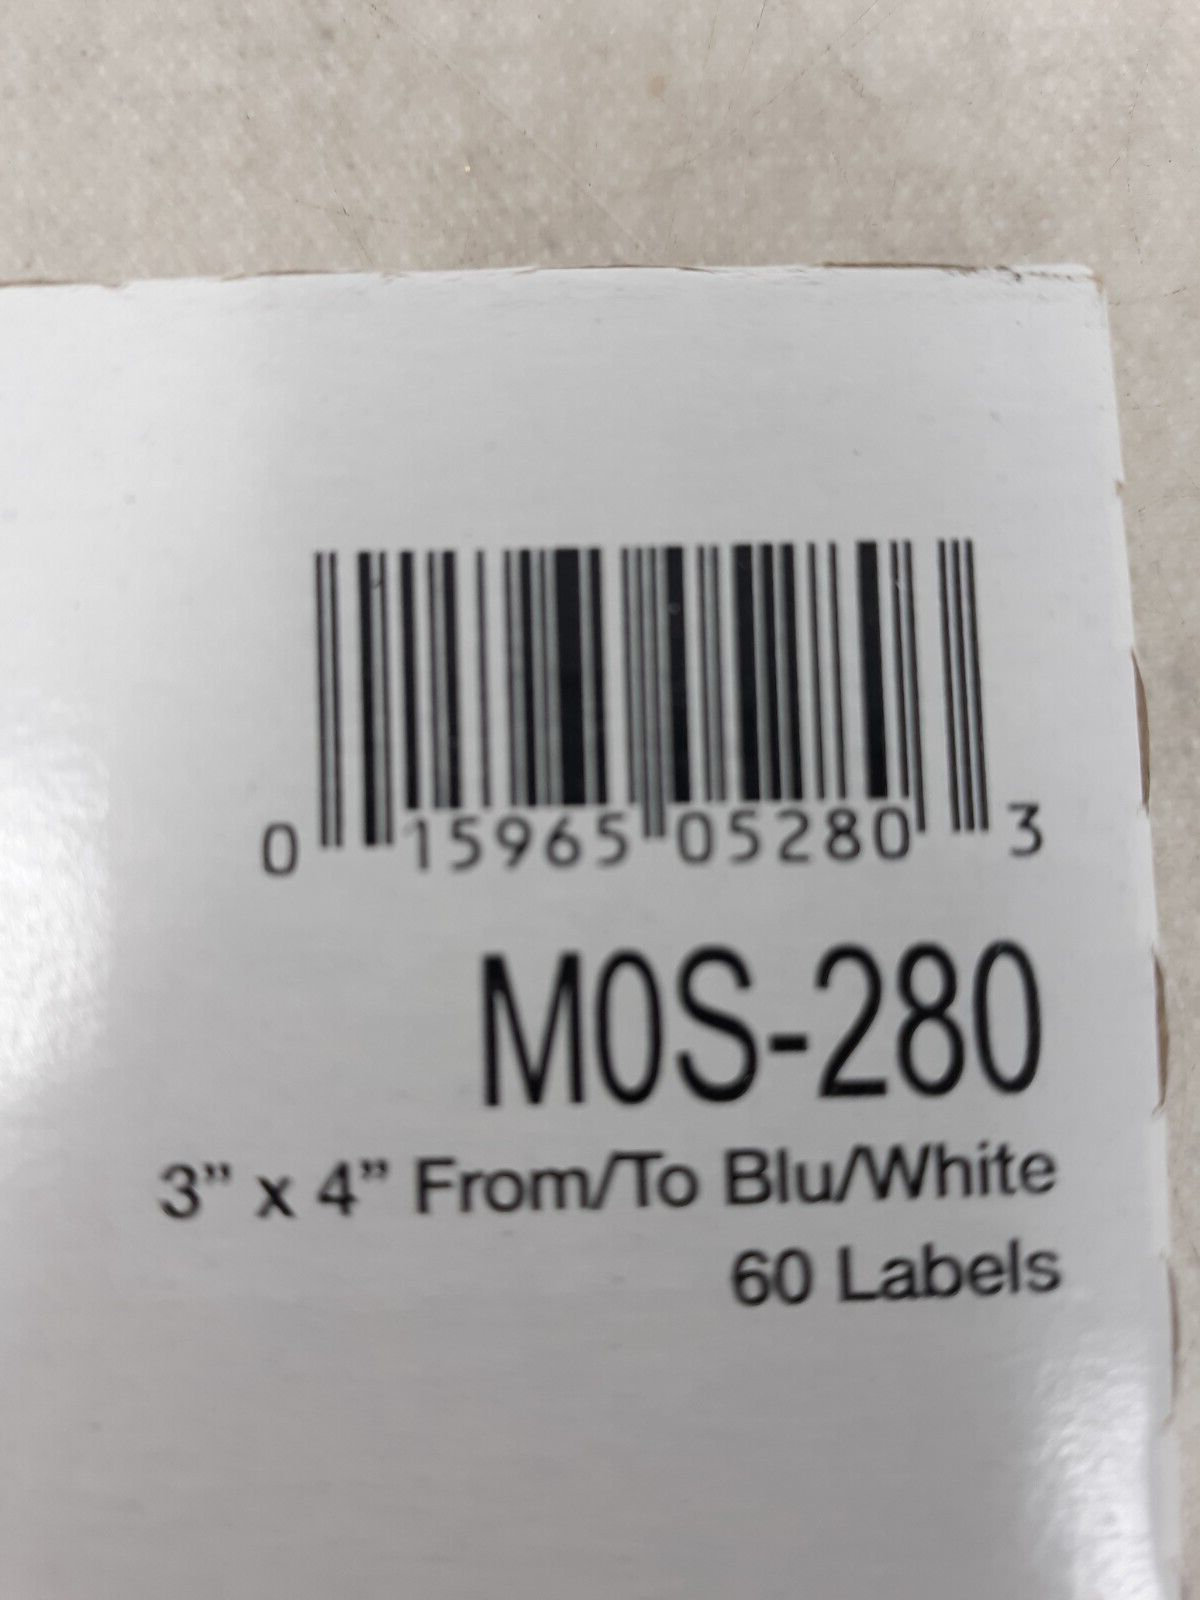 0 15965 05280 3
M0S-280
3” x 4” From/To Blu/White
60 Labels